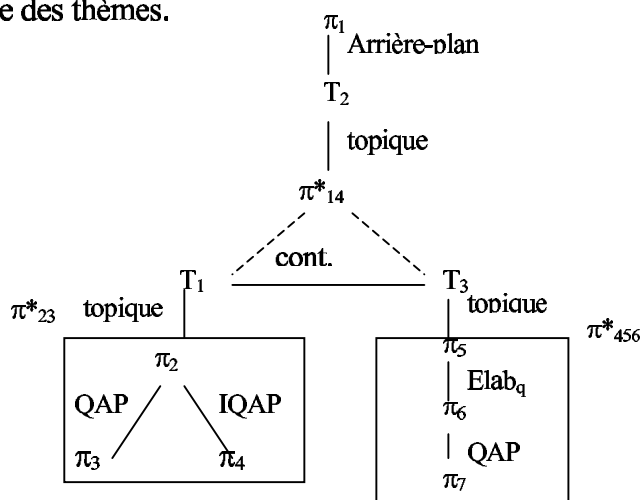 e des thèmes.
π1
Arrière-plan
T2
topique
π*14
cont.
T1
T3
π*23
topique
topique
π*456
π2
π5
QAP
IQAP
Elabq
π6
π3
π4
QAP
π7